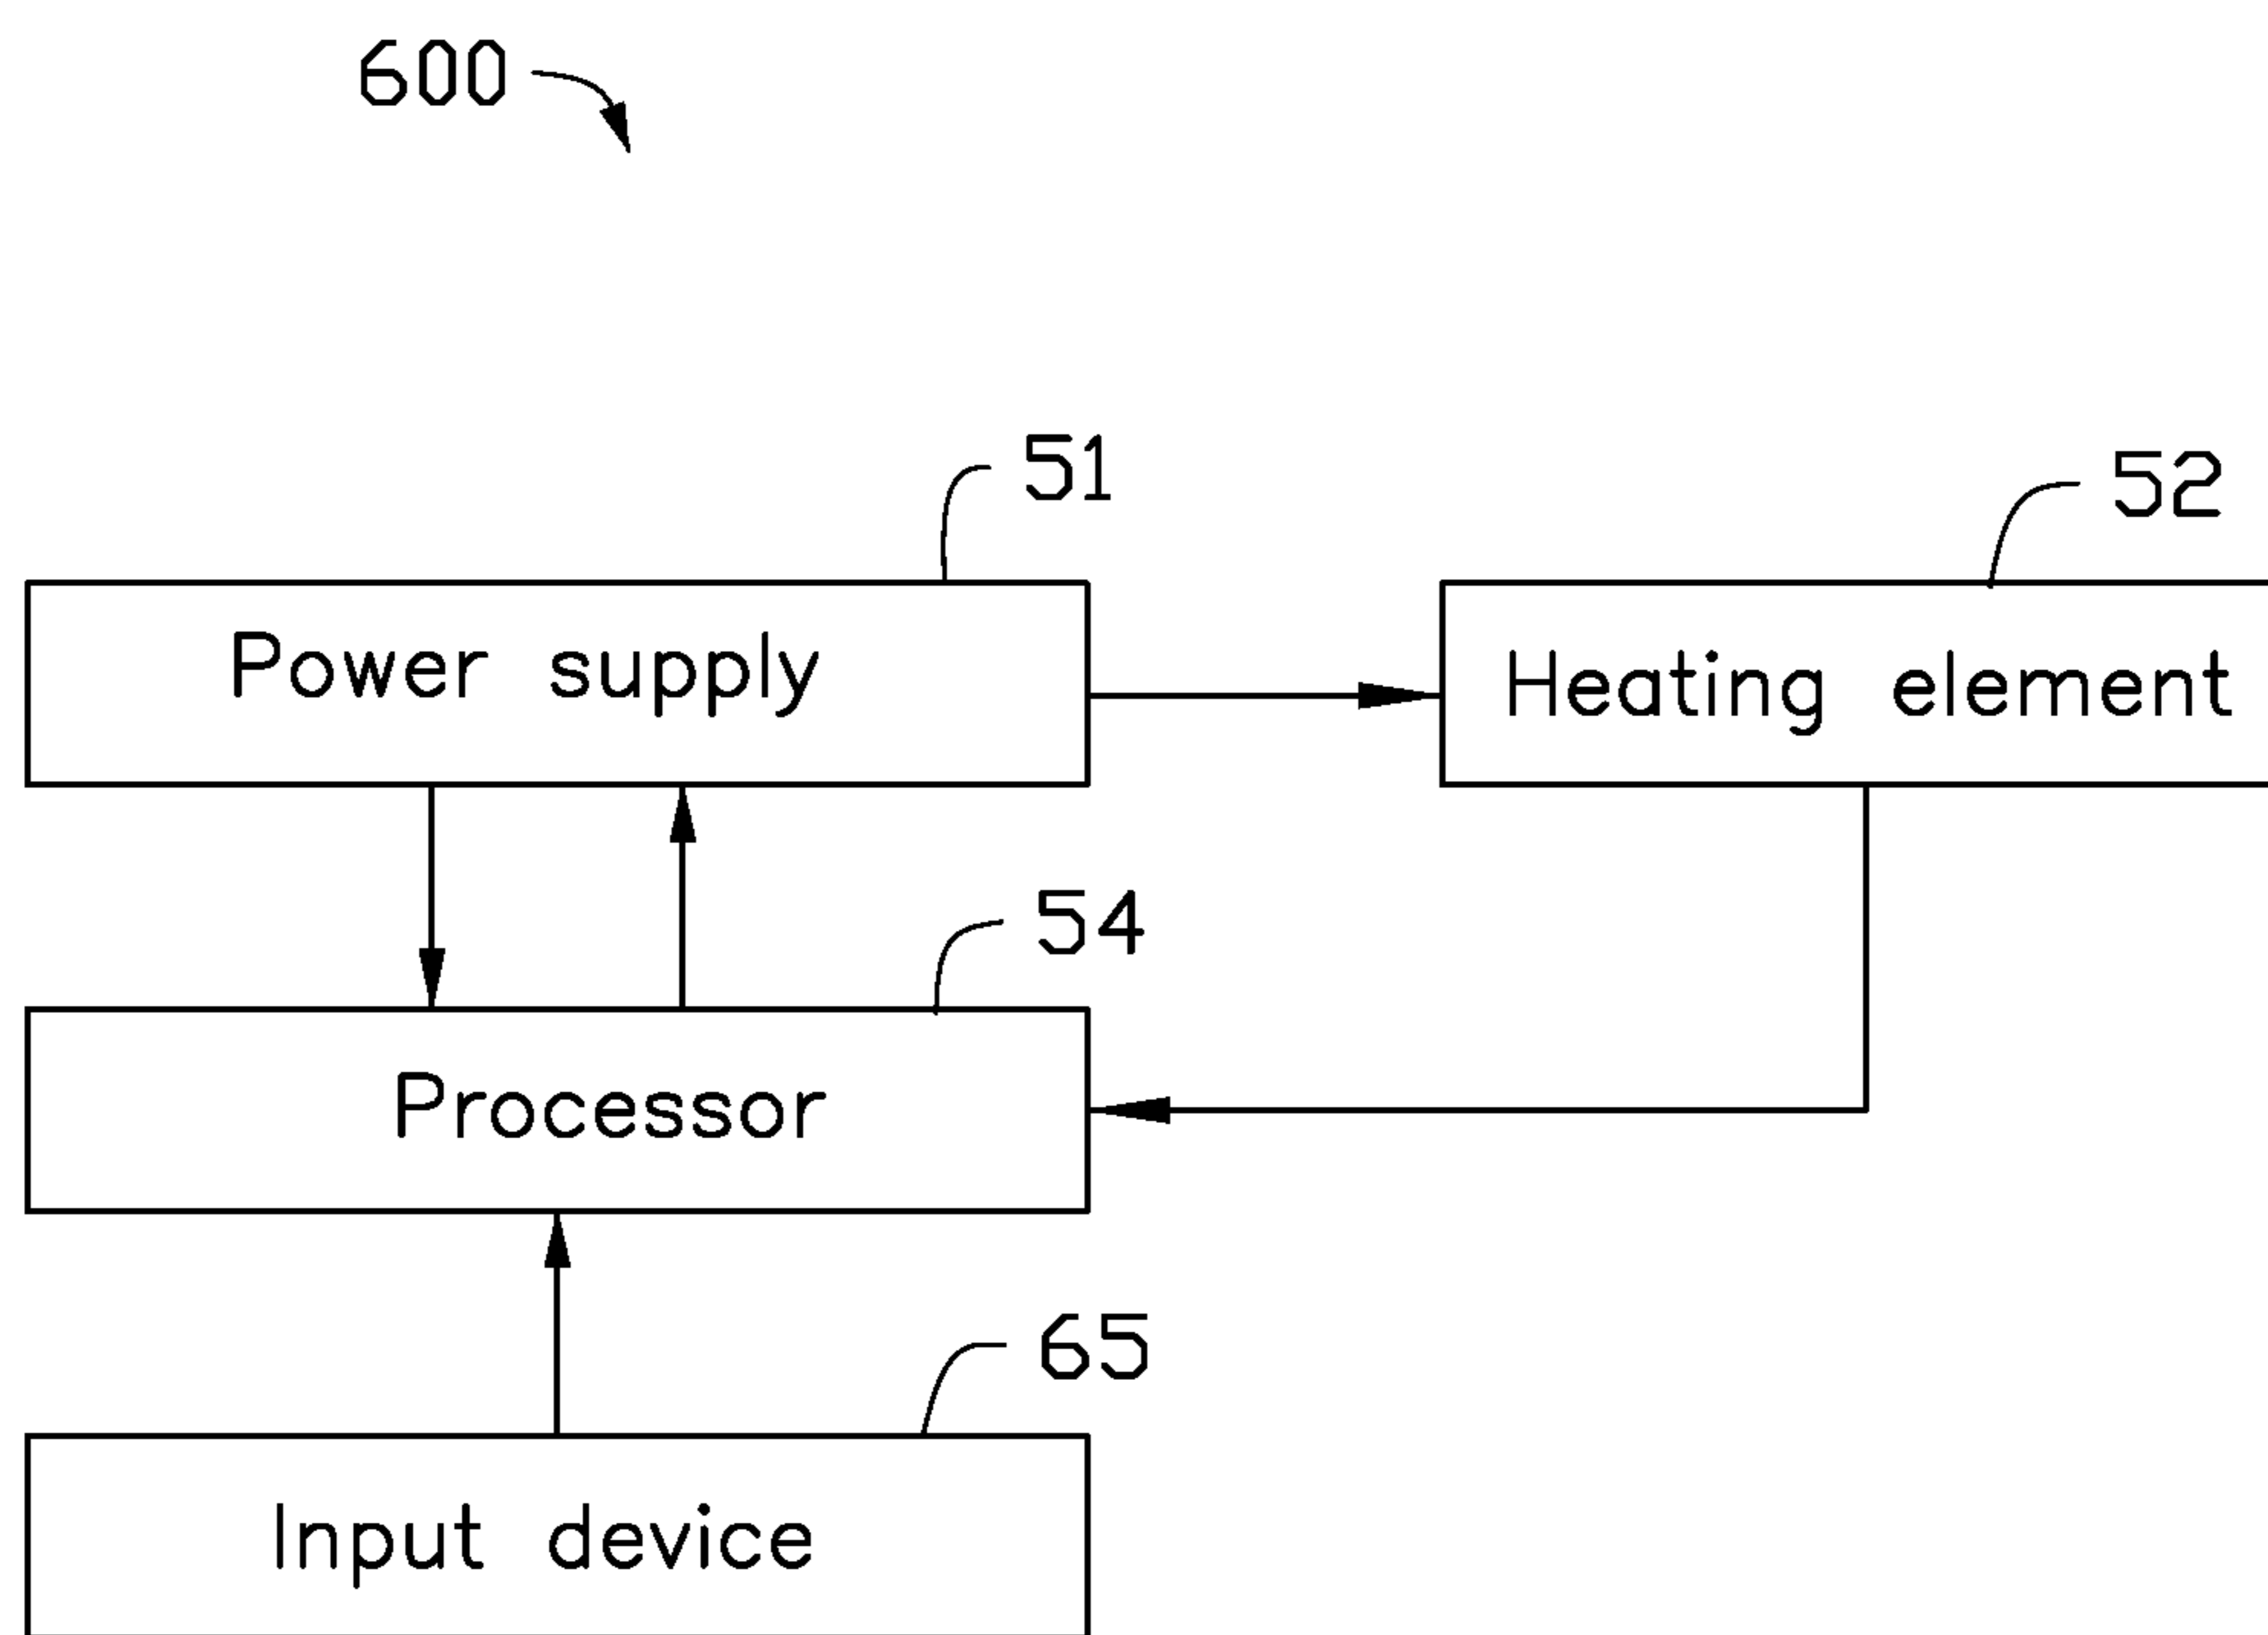 600
51
52
Power supply
Heating element
54
Processor
65
Input device